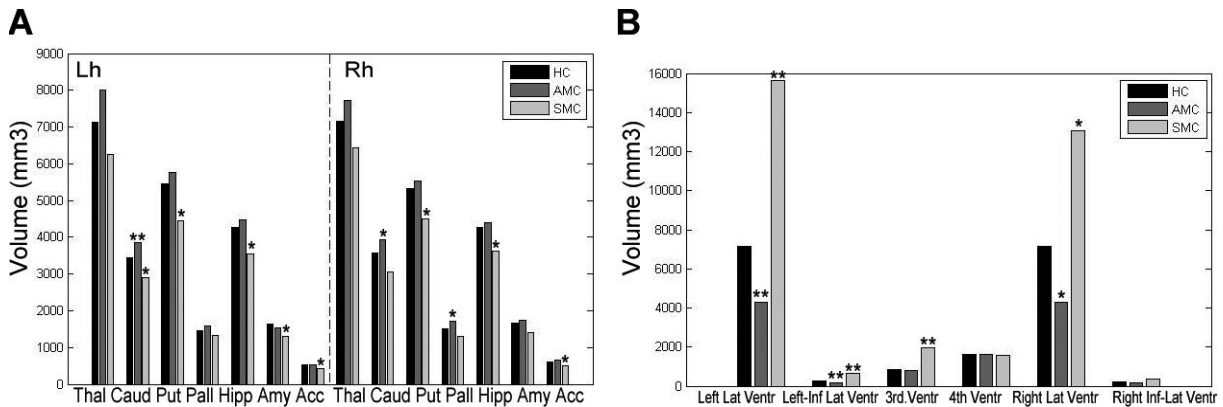 A
B
Lh
Rh
HC
AMC
SMC
Volume (mm3)
9000
8000
7000
6000
5000
4000
3000
2000
1000
0
**
*
*
*
*
*
*
*
*
*
*
*
Thal Caud Put Pall Hipp Amy Acc
Thal Caud Put Pall Hipp Amy Acc
HC
AMC
SMC
Volume (mm3)
16000
14000
12000
10000
8000
6000
4000
2000
0
**
**
**
**
**
*
*
Left Lat Ventr
Left-Inf Lat Ventr
3rd.Ventr
4th Ventr
Right Lat Ventr
Right Inf-Lat Ventr